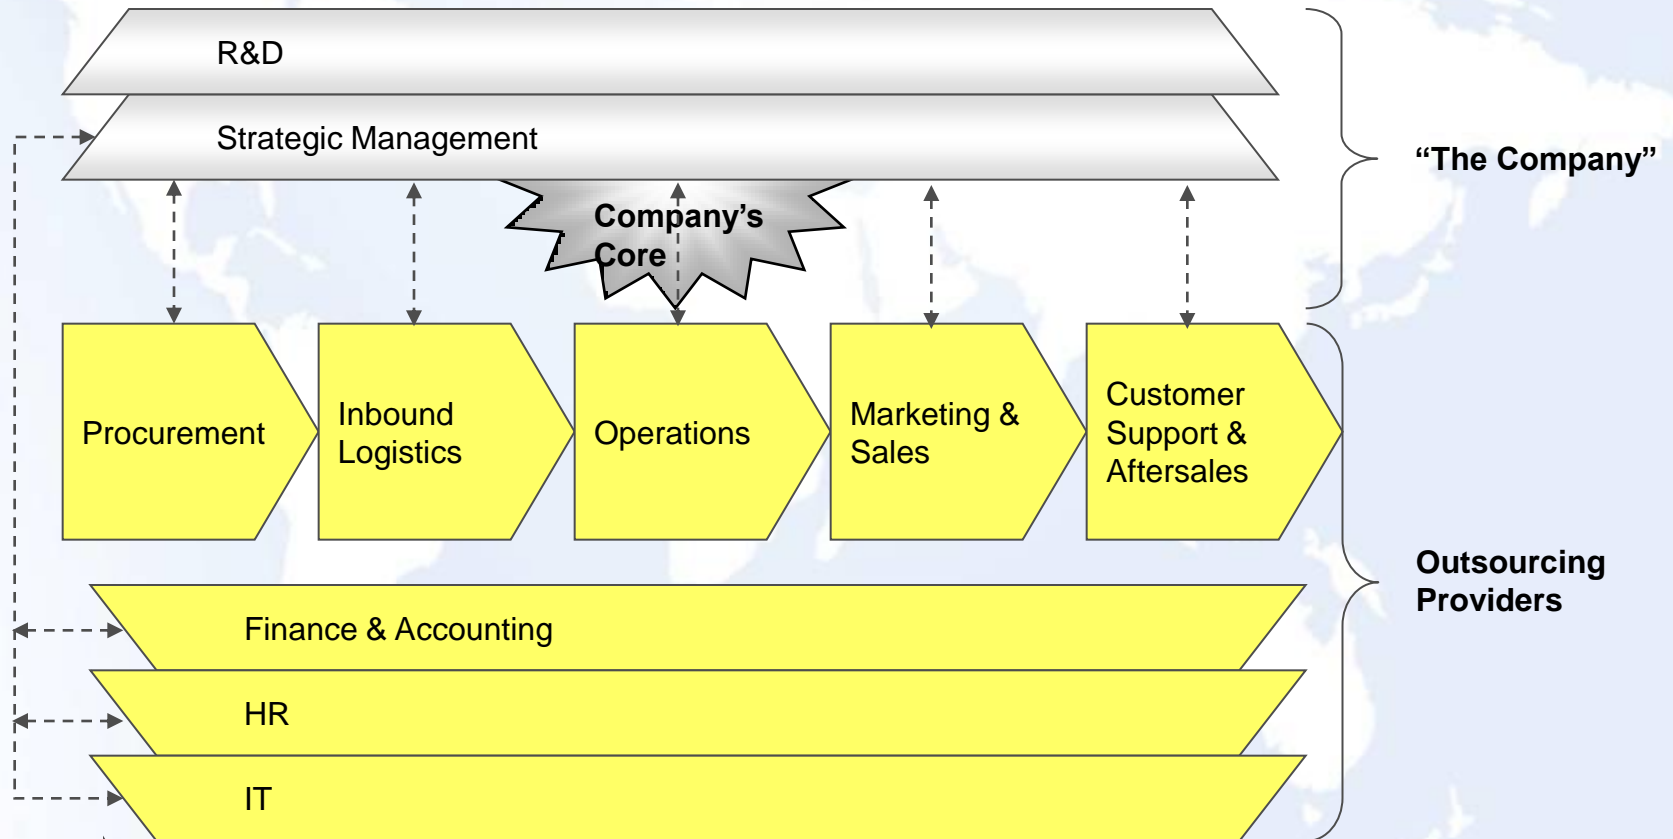 R&D
Strategic Management
“The Company”
Company’s
Core
Procurement
Inbound
Logistics
Operations
Marketing &
Sales
Customer
Support &
Aftersales
Outsourcing
Providers
Finance & Accounting
HR
IT